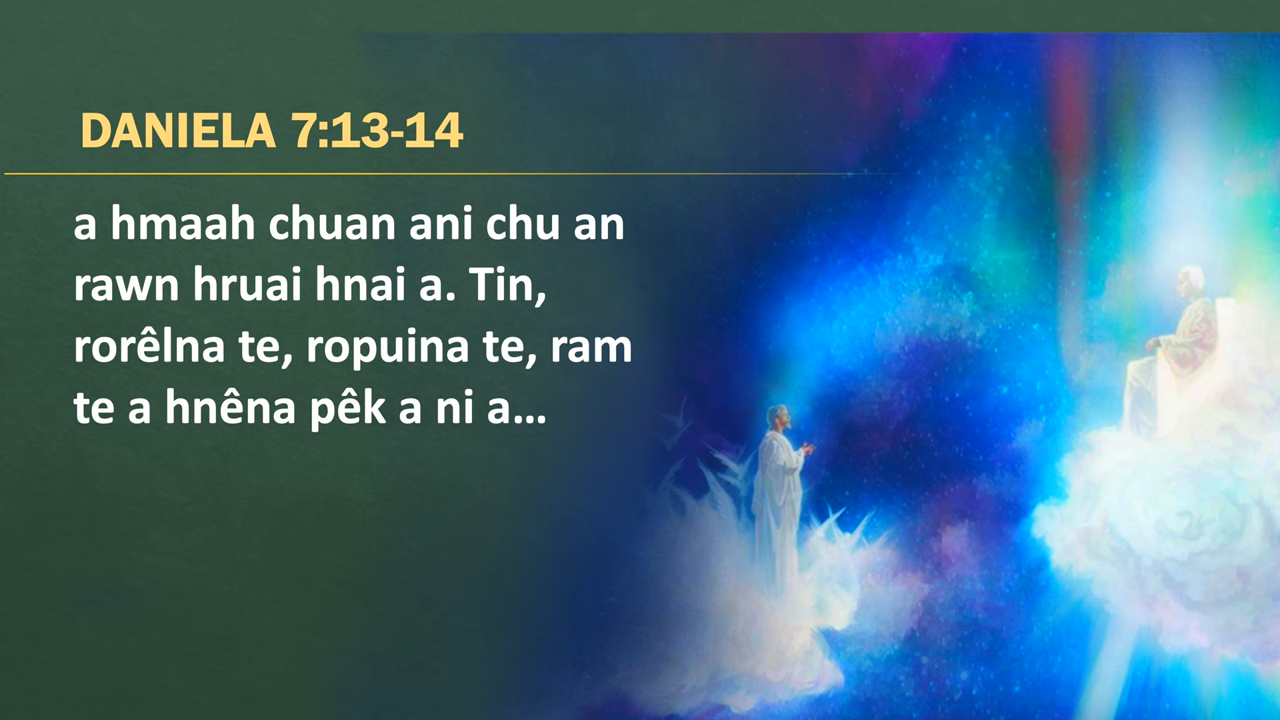 DANIELA 7:13-14
a hmaah chuan ani chu an
rawn hruai hnai a. Tin,
rorêlna te, ropuina te, ram
te a hnêna pêk a ni a…